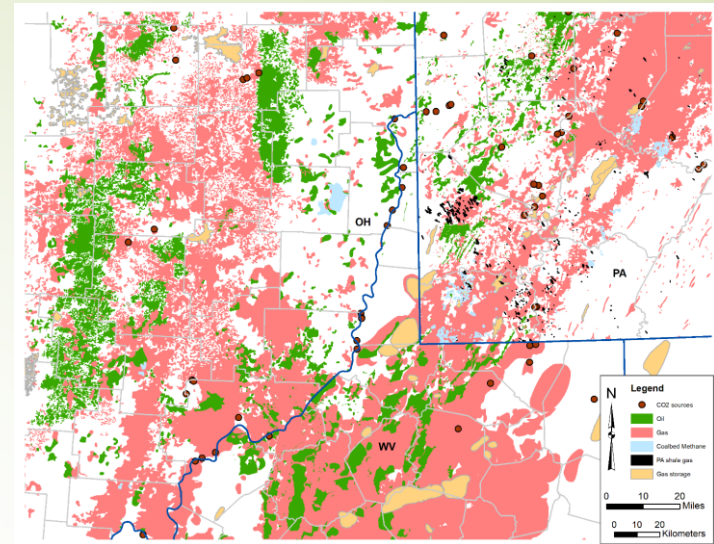 OH
PA
WV
N
Legend
CO2 sources
Oil
Gas
Coalbed Methane
PA shale gas
Gas storage
0 10 20
Miles
0 10 20
Kilometers